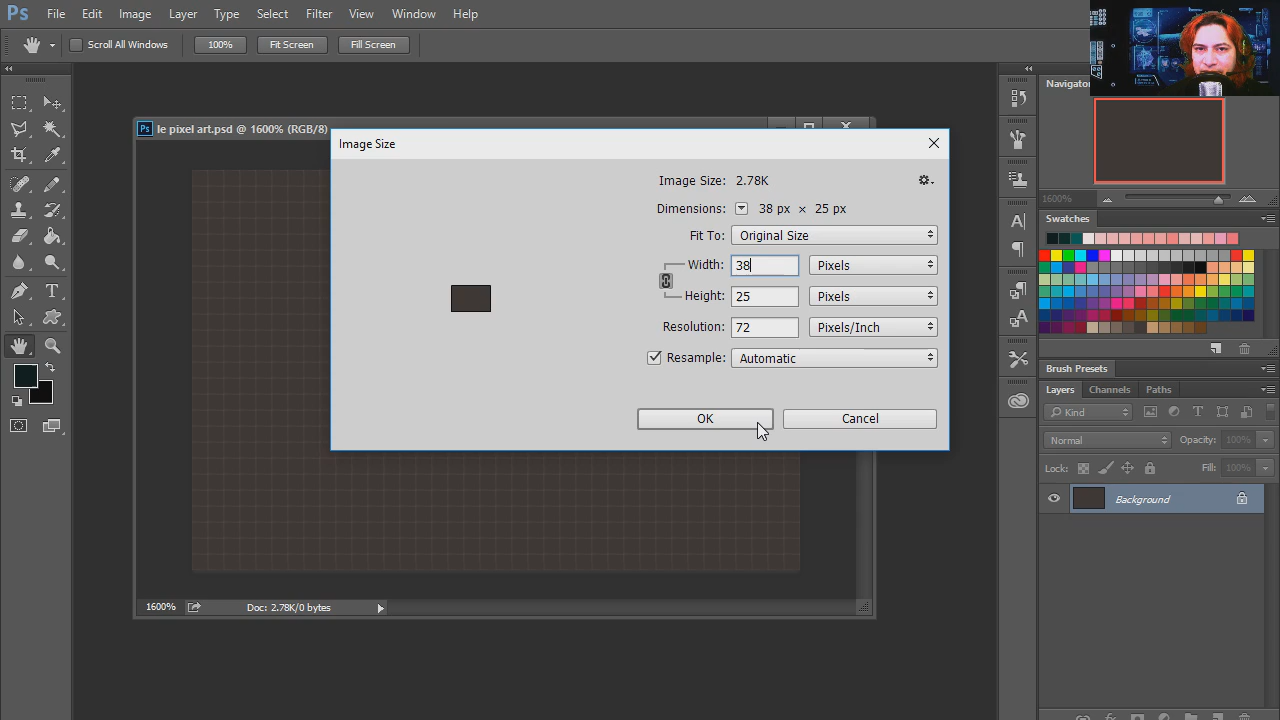 Ps File Edit Image Layer Type Select Filter View Window Help
Scroll All Windows 100% Fit Screen Fill Screen
Navigator
Ps le pixel art.psd @ 1600% (RGB/8)
Image Size
Image Size: 2.78K
Dimensions: 38 px × 25 px
Fit To: Original Size
Width: 38 Pixels
Height: 25 Pixels
Resolution: 72 Pixels/Inch
Resample: Automatic
OK Cancel
1600% Doc: 2.78K/0 bytes
1600%
Swatches
Brush Presets
Layers Channels Paths
Kind
Normal Opacity: 100%
Lock: Fill: 100%
Background